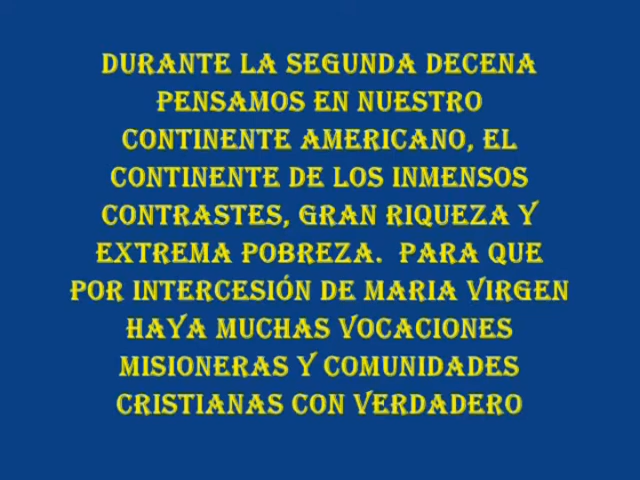 DURANTE LA SEGUNDA DECENA
PENSAMOS EN NUESTRO
CONTINENTE AMERICANO, EL
CONTINENTE DE LOS INMENSOS
CONTRASTES, GRAN RIQUEZA Y
EXTREMA POBREZA.  PARA QUE
POR INTERCESIÓN DE MARIA VIRGEN
HAYA MUCHAS VOCACIONES
MISIONERAS Y COMUNIDADES
CRISTIANAS CON VERDADERO